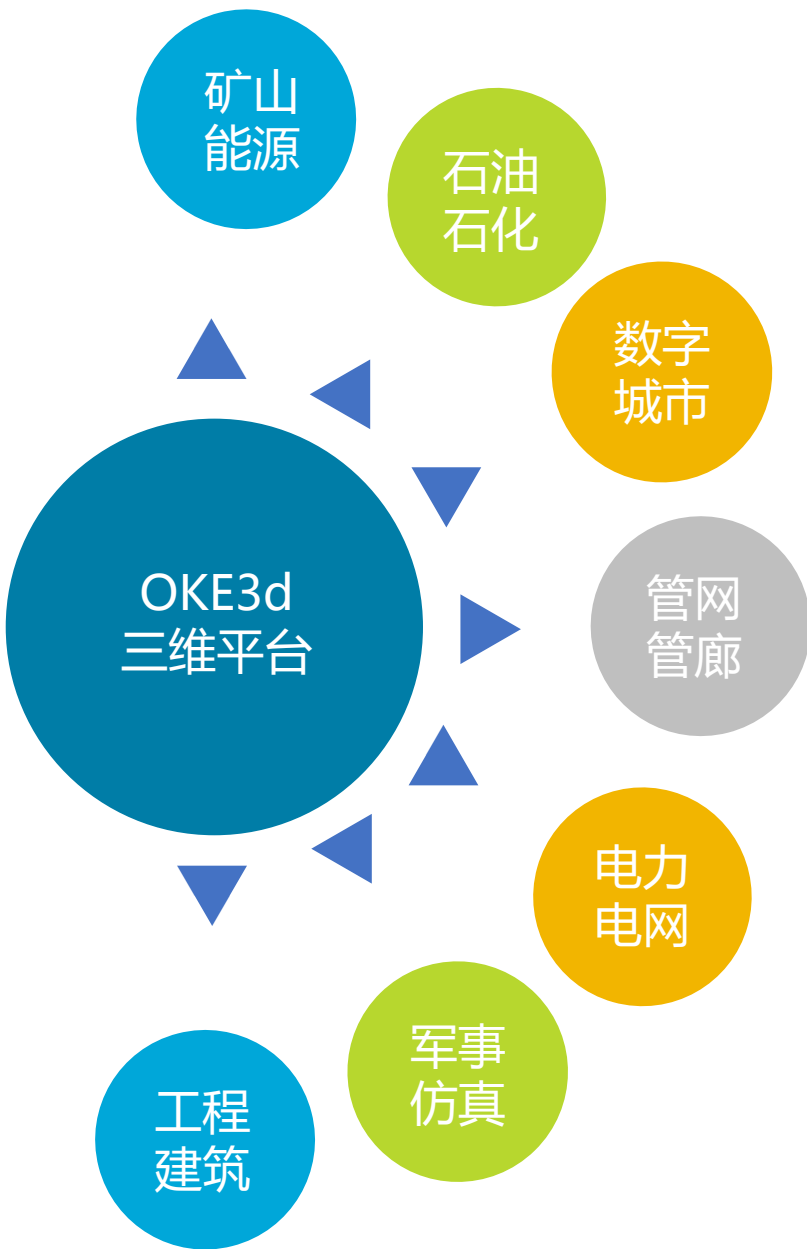 矿山
能源
石油
石化
数字
城市
OKE3d
三维平台
管网
管廊
电力
电网
军事
仿真
工程
建筑